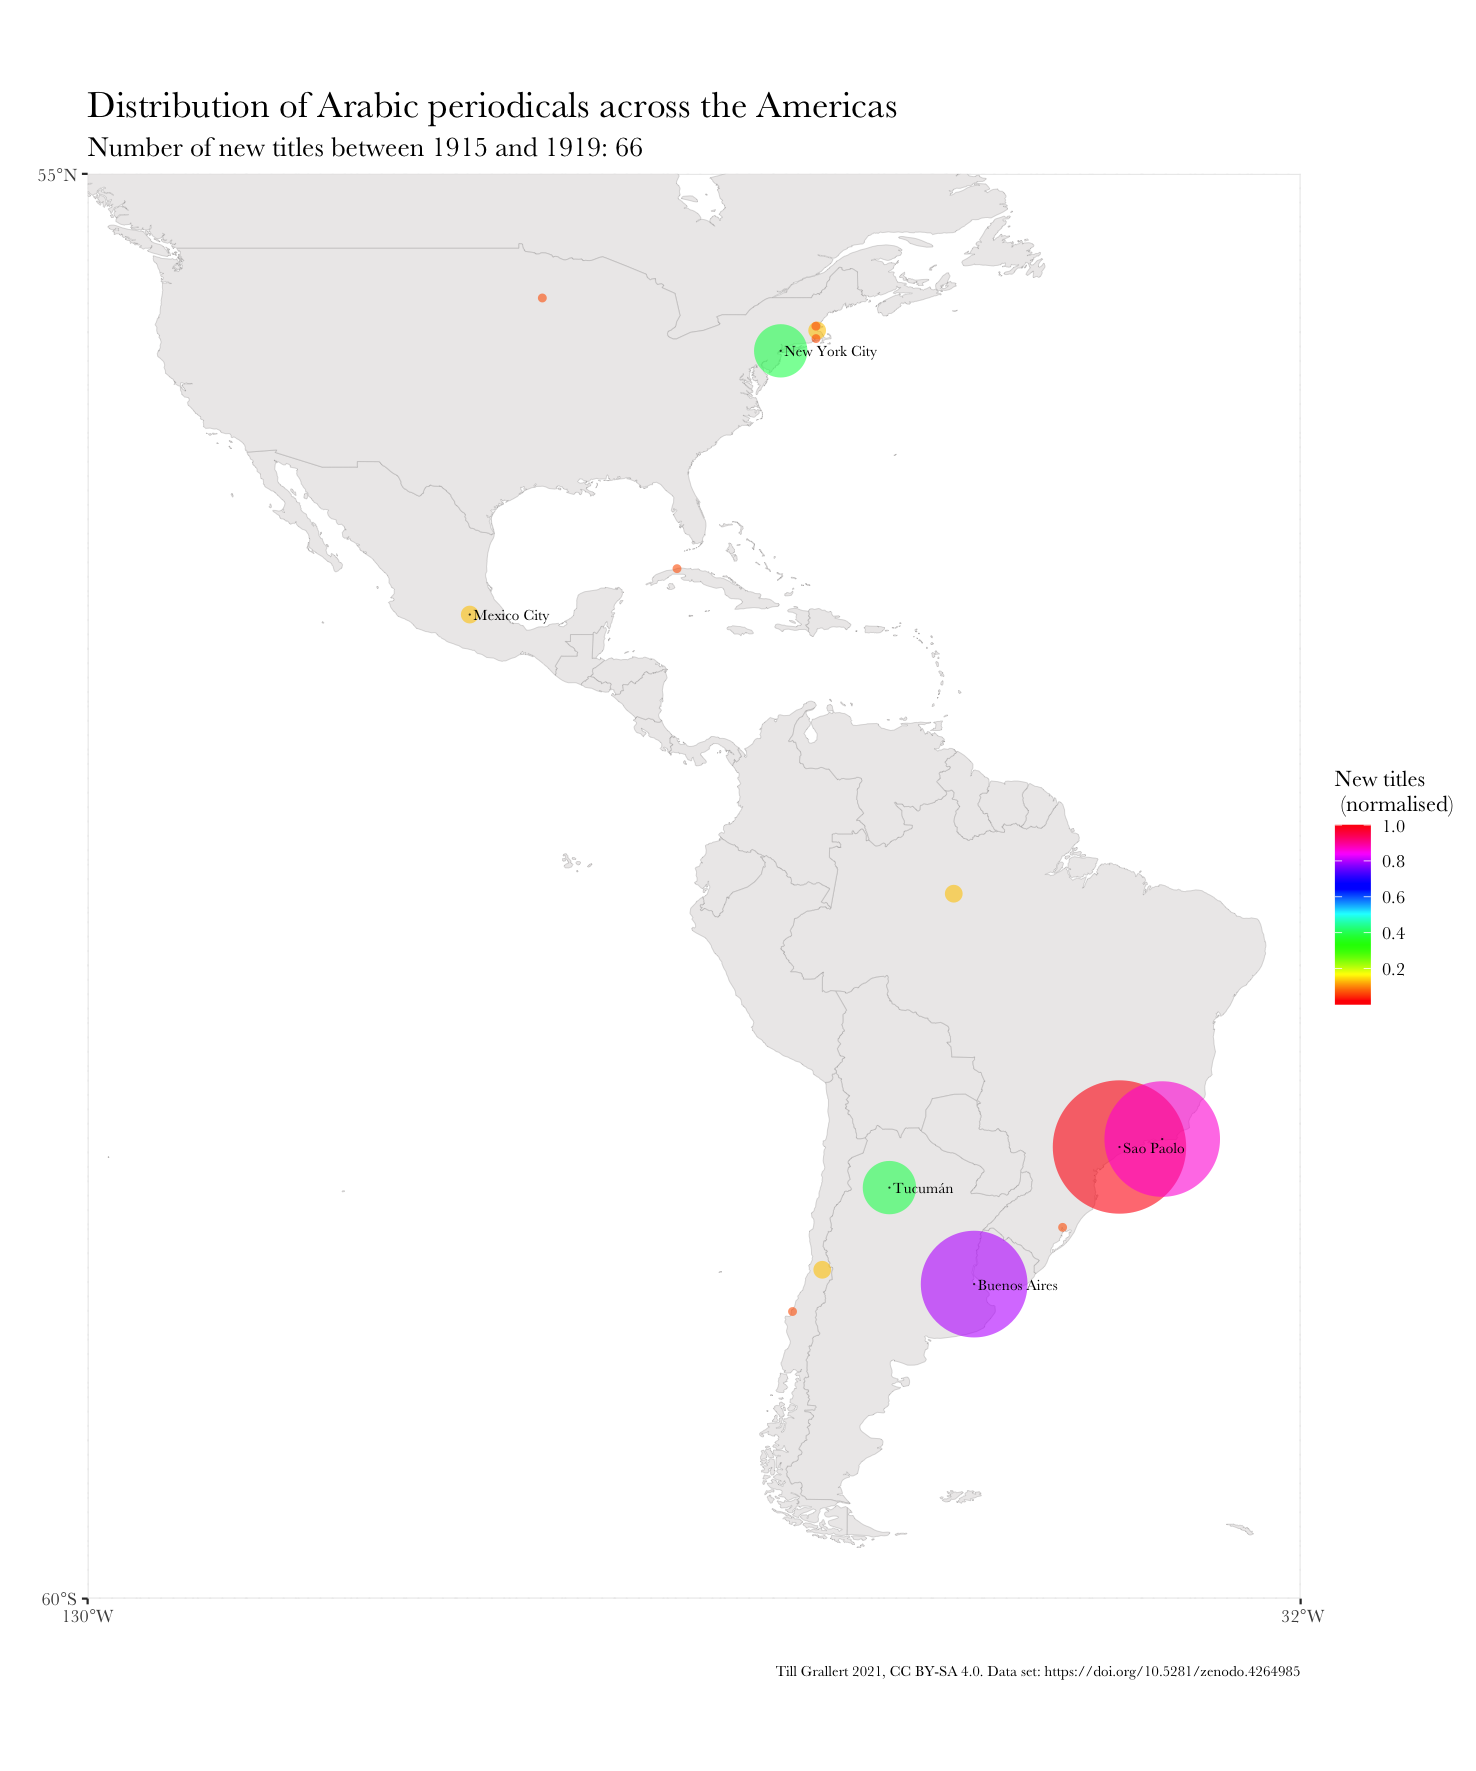 Distribution of Arabic periodicals across the Americas
Number of new titles between 1915 and 1919: 66
55°N
New York City
Mexico City
New titles
(normalised)
1.0
0.8
0.6
0.4
0.2
Sao Paolo
Tucumán
Buenos Aires
60°S
130°W
32°W
Till Grallert 2021, CC BY-SA 4.0. Data set: https://doi.org/10.5281/zenodo.4264985